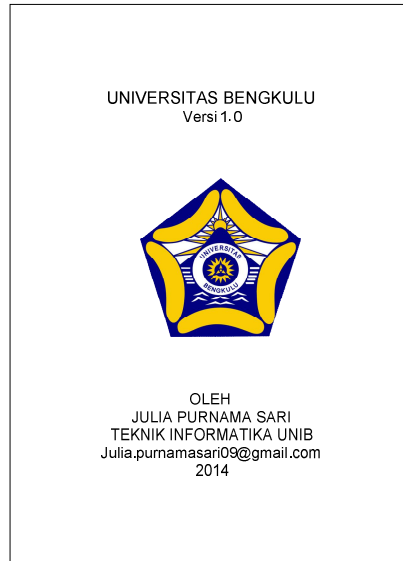 UNIVERSITAS BENGKULU
Versi 1.0
UNIVERSITAS
BENGKULU
OLEH
JULIA PURNAMA SARI
TEKNIK INFORMATIKA UNIB
Julia.purnamasari09@gmail.com
2014